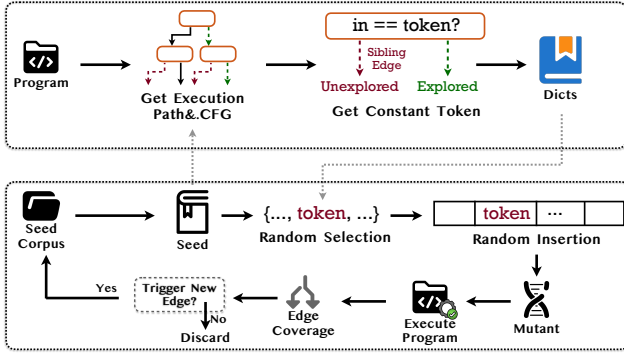 in == token?
Sibling
Edge
Unexplored
Explored
Program
Get Execution
Path&.CFG
Get Constant Token
Dicts
Seed
Corpus
Seed
{..., token, ...}
Random Selection
token
...
Random Insertion
Yes
Trigger New
Edge?
No
Discard
Edge
Coverage
Execute
Program
Mutant